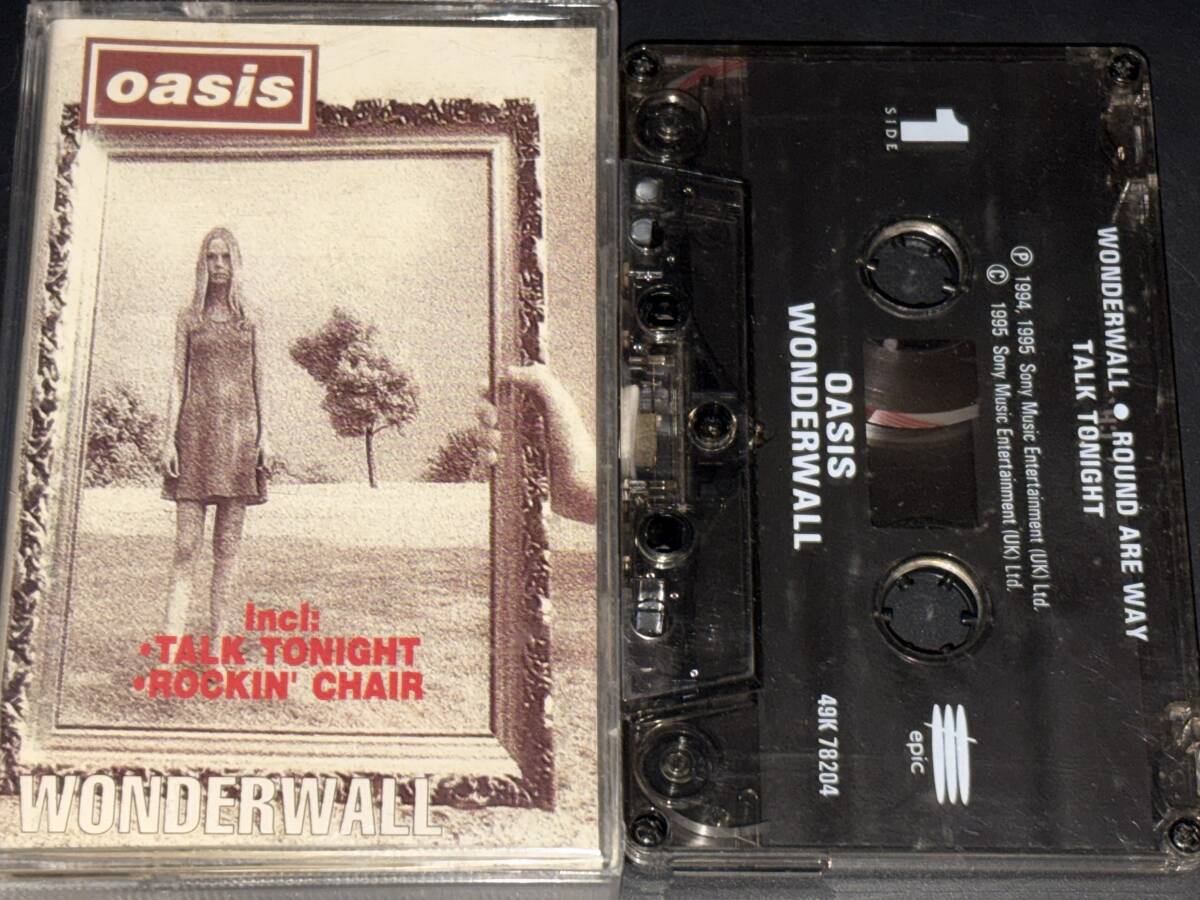 oasis
Incl:
•TALK TONIGHT
•ROCKIN' CHAIR
WONDERWALL
1
SIDE
WONDERWALL ● ROUND ARE WAY
TALK TONIGHT
℗ 1994, 1995 Sony Music Entertainment (UK) Ltd.
© 1995 Sony Music Entertainment (UK) Ltd.
OASIS
WONDERWALL
49K 78204
epic